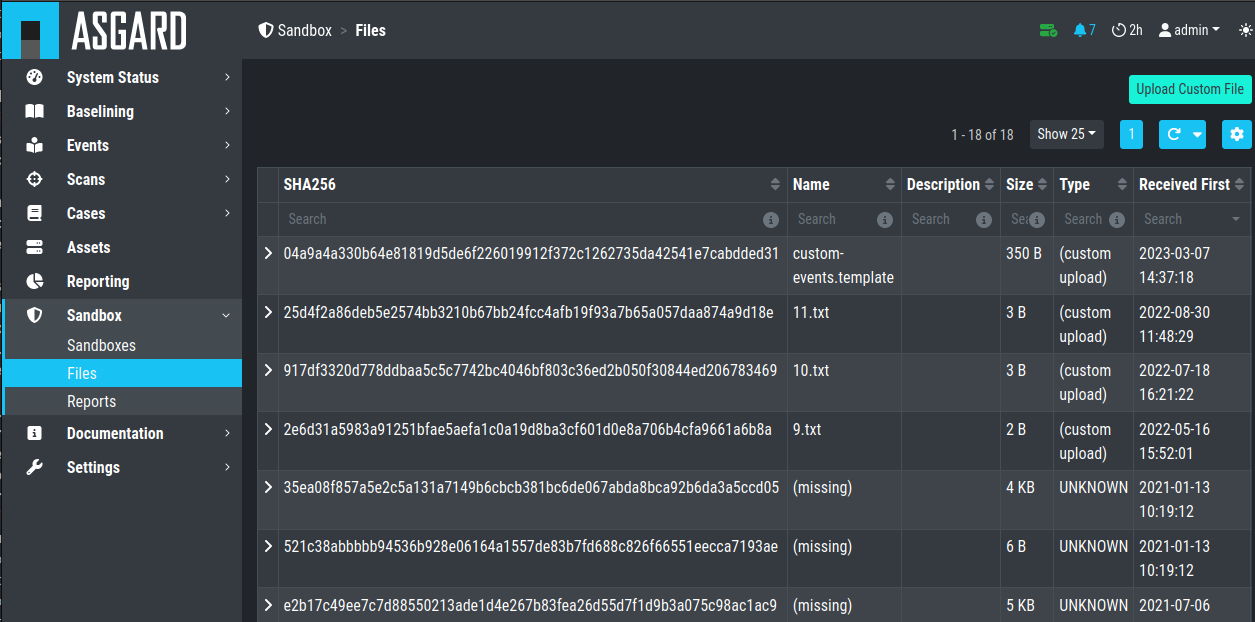 ASGARD
Sandbox > Files
7
2h
admin
System Status
Baselining
Events
Scans
Cases
Assets
Reporting
Sandbox
Sandboxes
Files
Reports
Documentation
Settings
Upload Custom File
1 - 18 of 18
Show 25
1
SHA256 Name Description Size Type Received First
Search Search Search Sea Search Search
04a9a4a330b64e81819d5de6f226019912f372c1262735da42541e7cabdded31 custom- 350 B (custom 2023-03-07
events.template upload) 14:37:18
25d4f2a86deb5e2574bb3210b67bb24fcc4afb19f93a7b65a057daa874a9d18e 11.txt 3 B (custom 2022-08-30
upload) 11:48:29
917df3320d778ddbaa5c5c7742bc4046bf803c36ed2b050f30844ed206783469 10.txt 3 B (custom 2022-07-18
upload) 16:21:22
2e6d31a5983a91251bfae5aefa1c0a19d8ba3cf601d0e8a706b4cfa9661a6b8a 9.txt 2 B (custom 2022-05-16
upload) 15:52:01
35ea08f857a5e2c5a131a7149b6cbcb381bc6de067abda8bca92b6da3a5ccd05 (missing) 4 KB UNKNOWN 2021-01-13
10:19:12
521c38abbbbb94536b928e06164a1557de83b7fd688c826f66551eecca7193ae (missing) 6 B UNKNOWN 2021-01-13
10:19:12
e2b17c49ee7c7d88550213ade1d4e267b83fea26d55d7f1d9b3a075c98ac1ac9 (missing) 5 KB UNKNOWN 2021-07-06